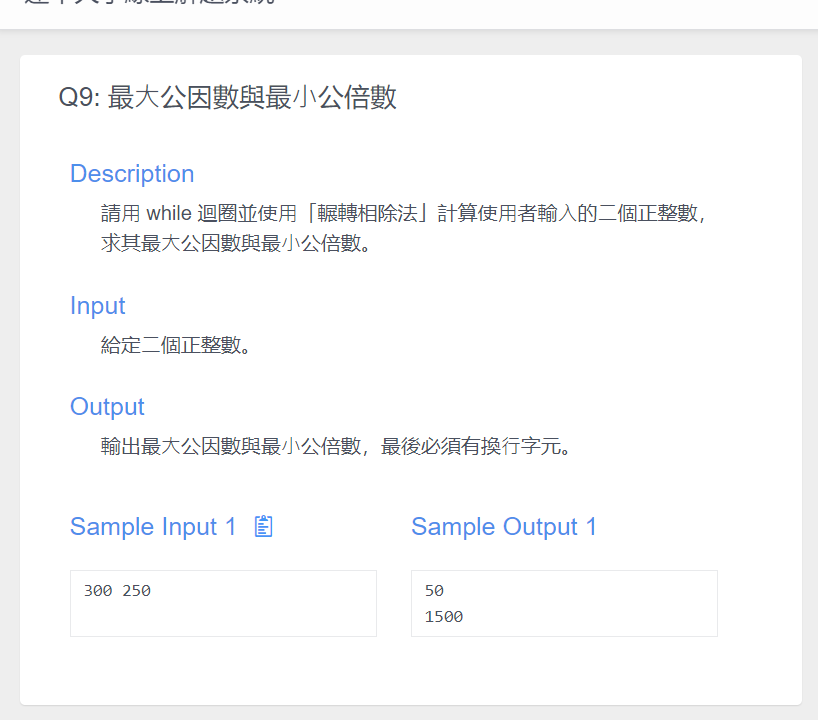 Q9: 最大公因數與最小公倍數
Description
請用 while 迴圈並使用「輾轉相除法」計算使用者輸入的二個正整數，
求其最大公因數與最小公倍數。
Input
給定二個正整數。
Output
輸出最大公因數與最小公倍數，最後必須有換行字元。
Sample Input 1
Sample Output 1
300 250
50
1500